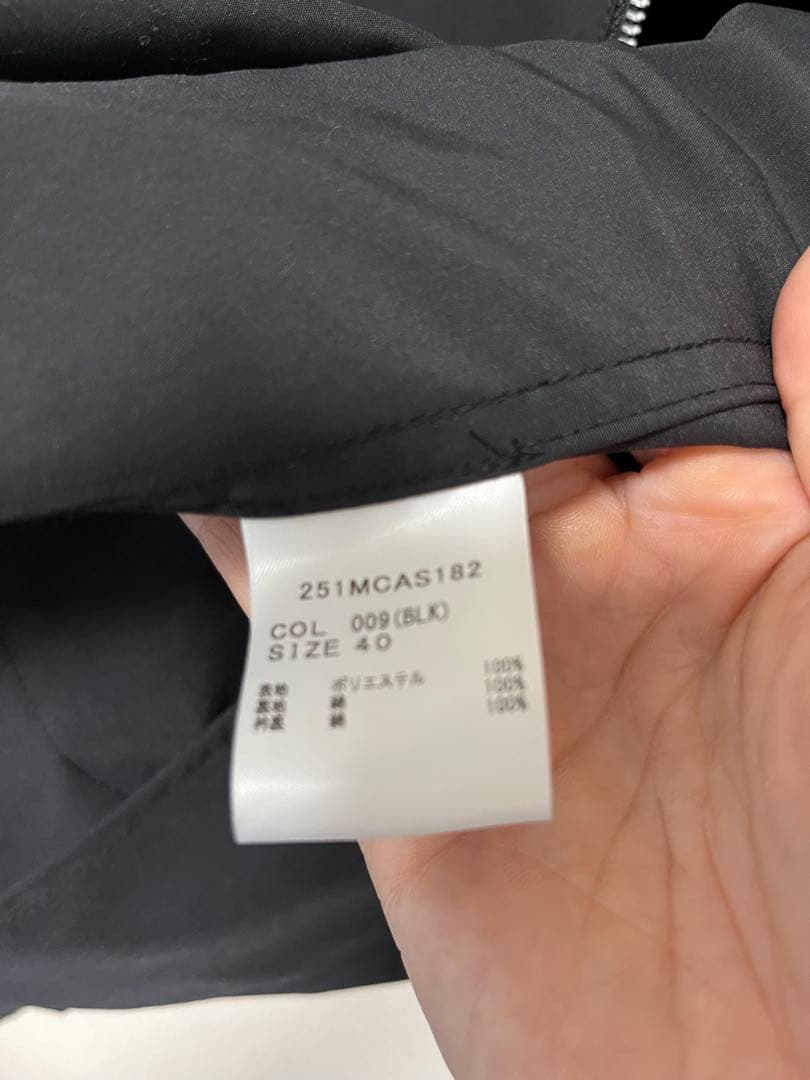 251MCAS182
COL 009(BLK)
SIZE 40
表地 ポリエステル 100%
裏地 綿 100%
衿裏 綿 100%